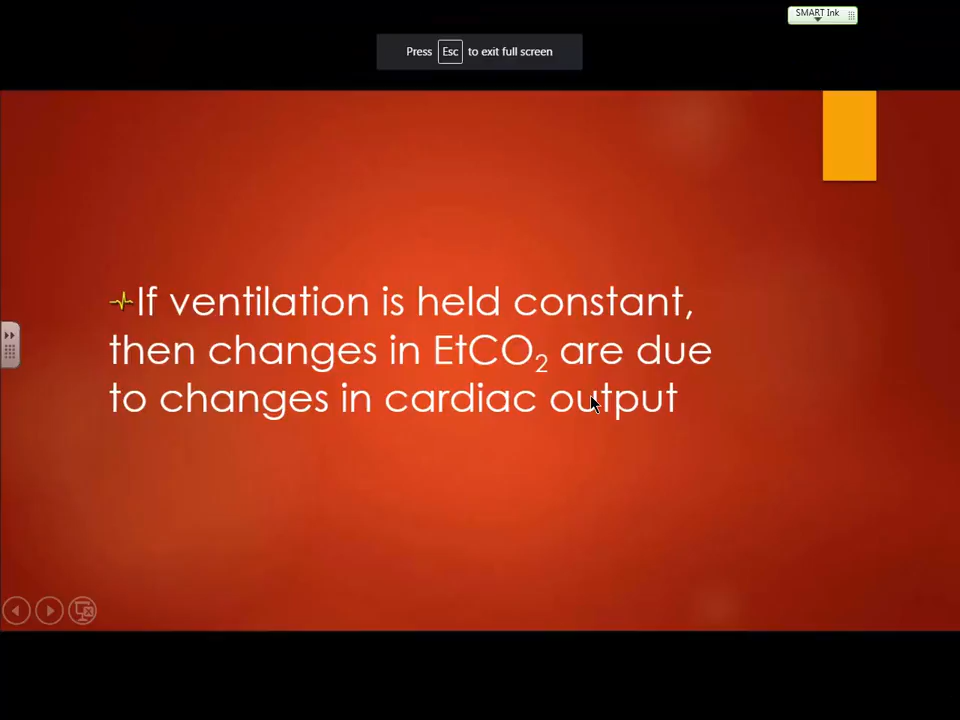 SMART Ink
Press Esc to exit full screen
If ventilation is held constant,
then changes in EtCO₂ are due
to changes in cardiac output